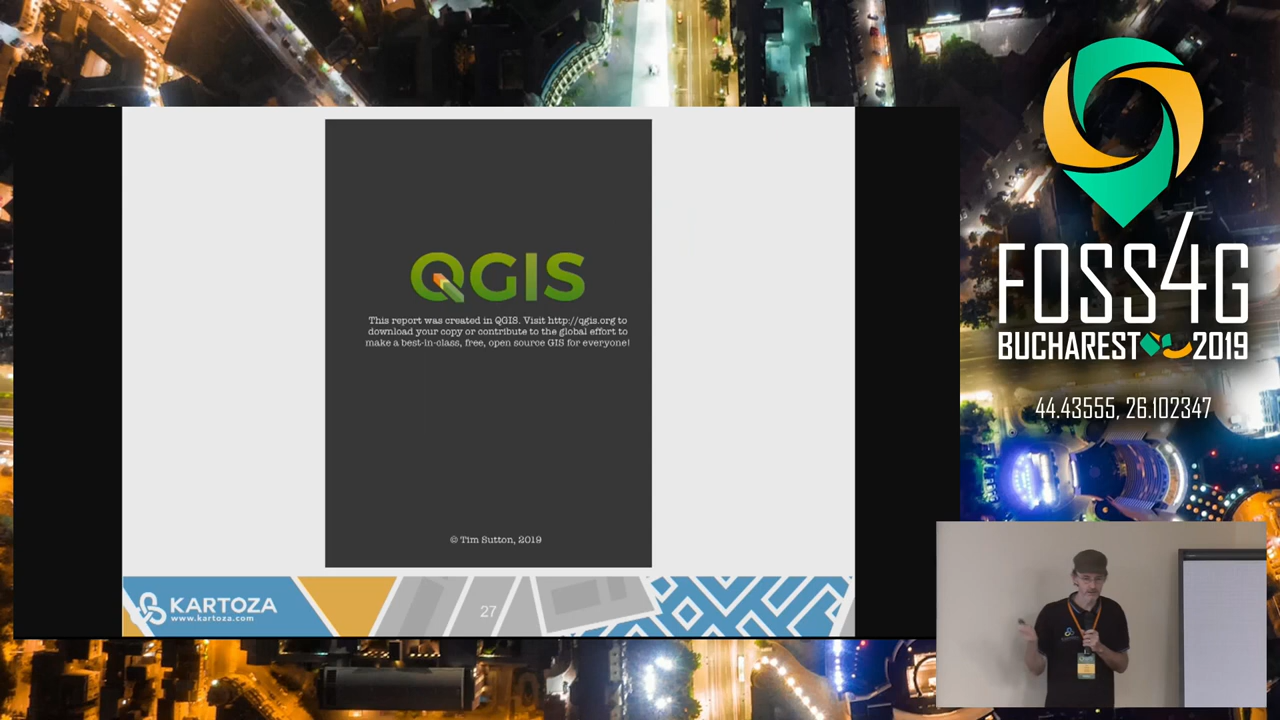 QGIS
This report was created in QGIS. Visit http://qgis.org to
download your copy or contribute to the global effort to
make a best-in-class, free, open source GIS for everyone!
© Tim Sutton, 2019
KARTOZA
www.kartoza.com
27
FOSS4G
BUCHAREST 2019
44.43555, 26.102347